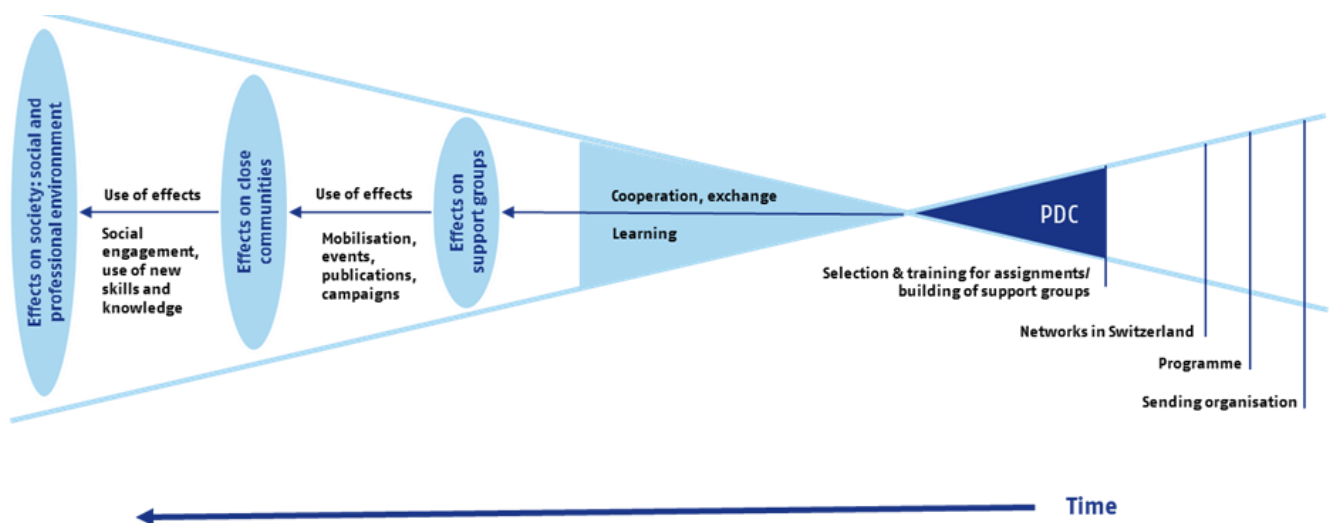 Effects on society: social and
professional environnment
Use of effects
Social
engagement,
use of new
skills and
knowledge
Effects on close
communities
Use of effects
Mobilisation,
events,
publications,
campaigns
Effects on
support groups
Cooperation, exchange
Learning
PDC
Selection & training for assignments/
building of support groups
Networks in Switzerland
Programme
Sending organisation
Time